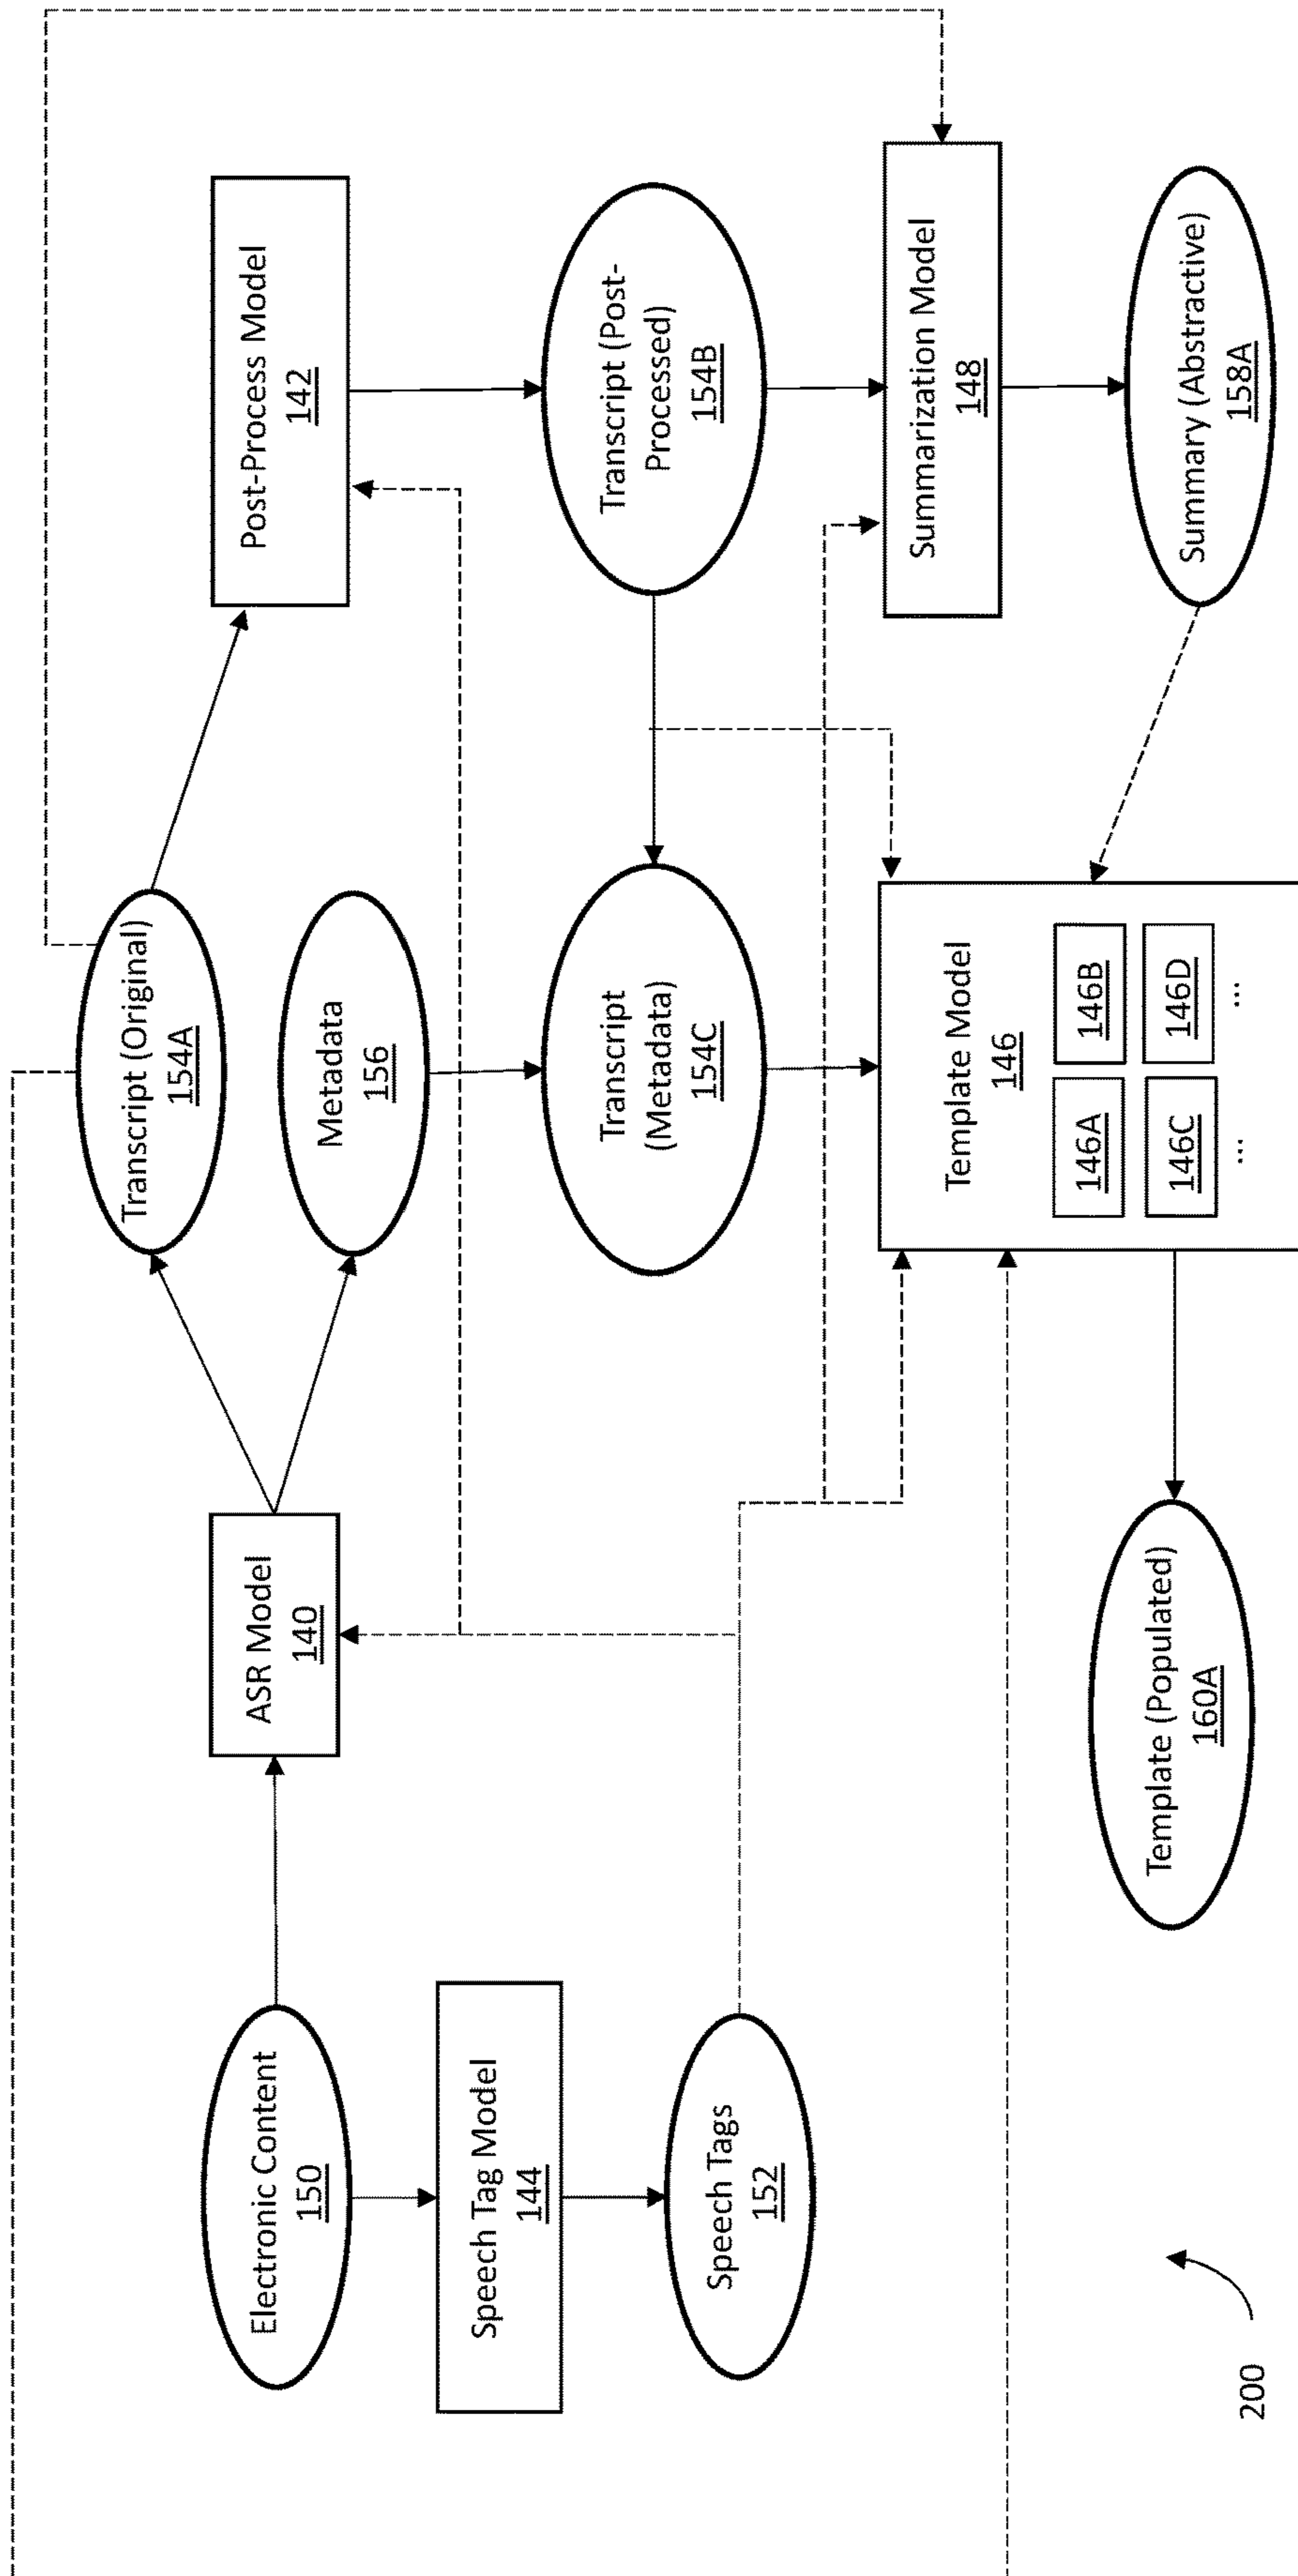 Electronic Content
150
Speech Tag Model
144
Speech Tags
152
200
ASR Model
140
Template (Populated)
160A
Transcript (Original)
154A
Metadata
156
Transcript
(Metadata)
154C
Template Model
146
146A
146B
146C
146D
...
...
Post-Process Model
142
Transcript (Post-
Processed)
154B
Summarization Model
148
Summary (Abstractive)
158A